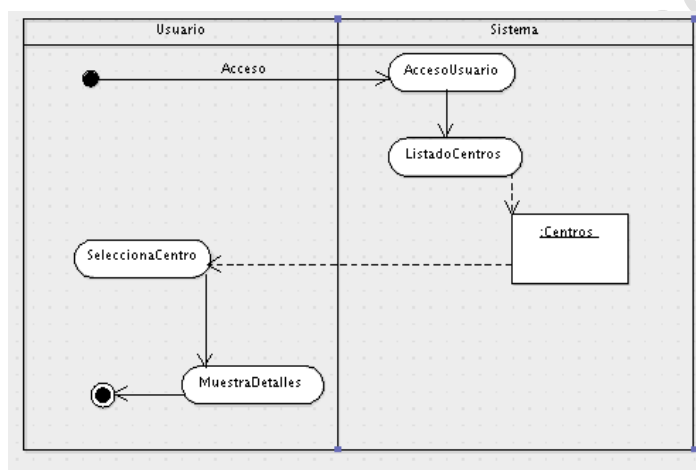 Usuario
Sistema
Acceso
AccesoUsuario
ListadoCentros
:Centros
SeleccionaCentro
MuestraDetalles